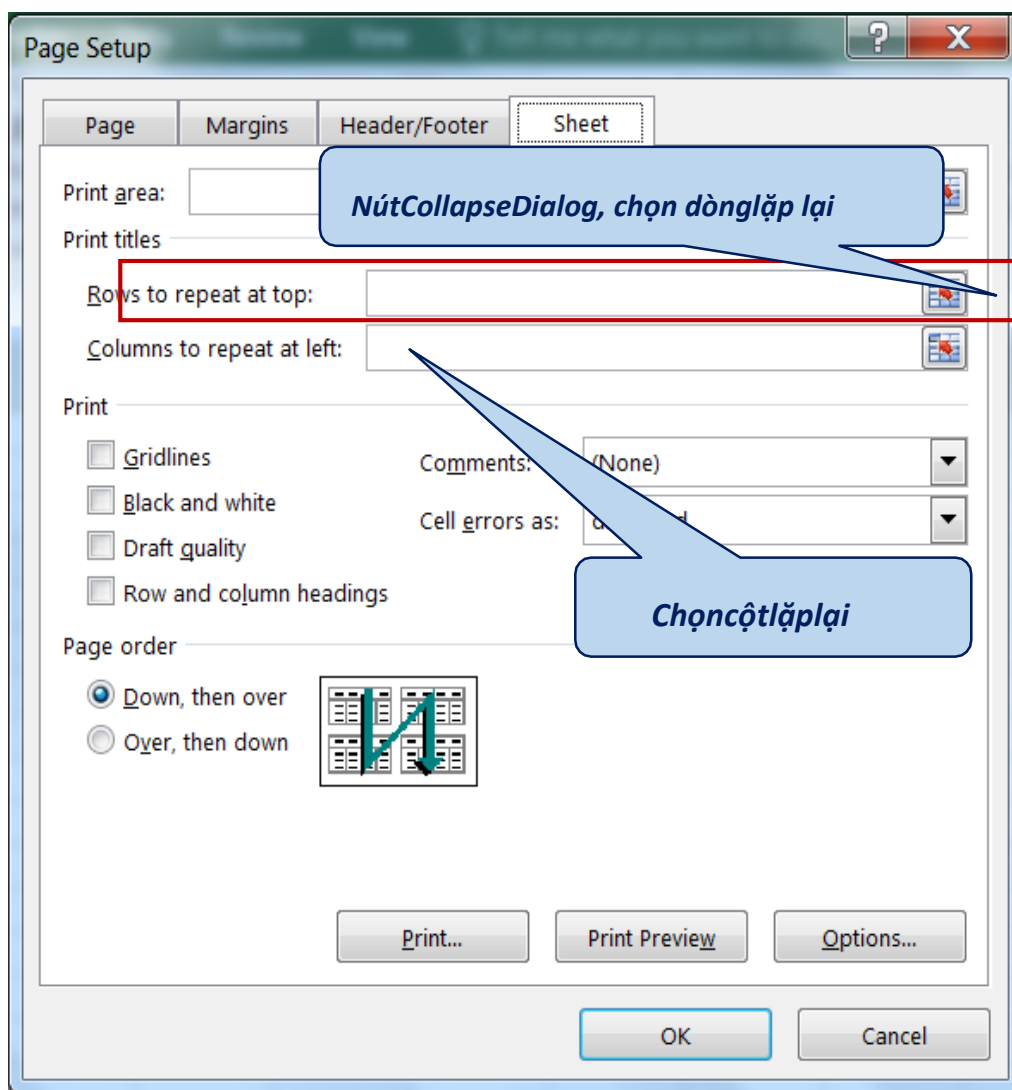 Page Setup
Page Margins Header/Footer Sheet
Print area:
NútCollapseDialog, chọn dònglặp lại
Print titles
Rows to repeat at top:
Columns to repeat at left:
Print
Gridlines
Comments: (None)
Black and white
Cell errors as:
Draft quality
Row and column headings
Chọncộtlặplại
Page order
Down, then over
Over, then down
Print... Print Preview Options...
OK Cancel